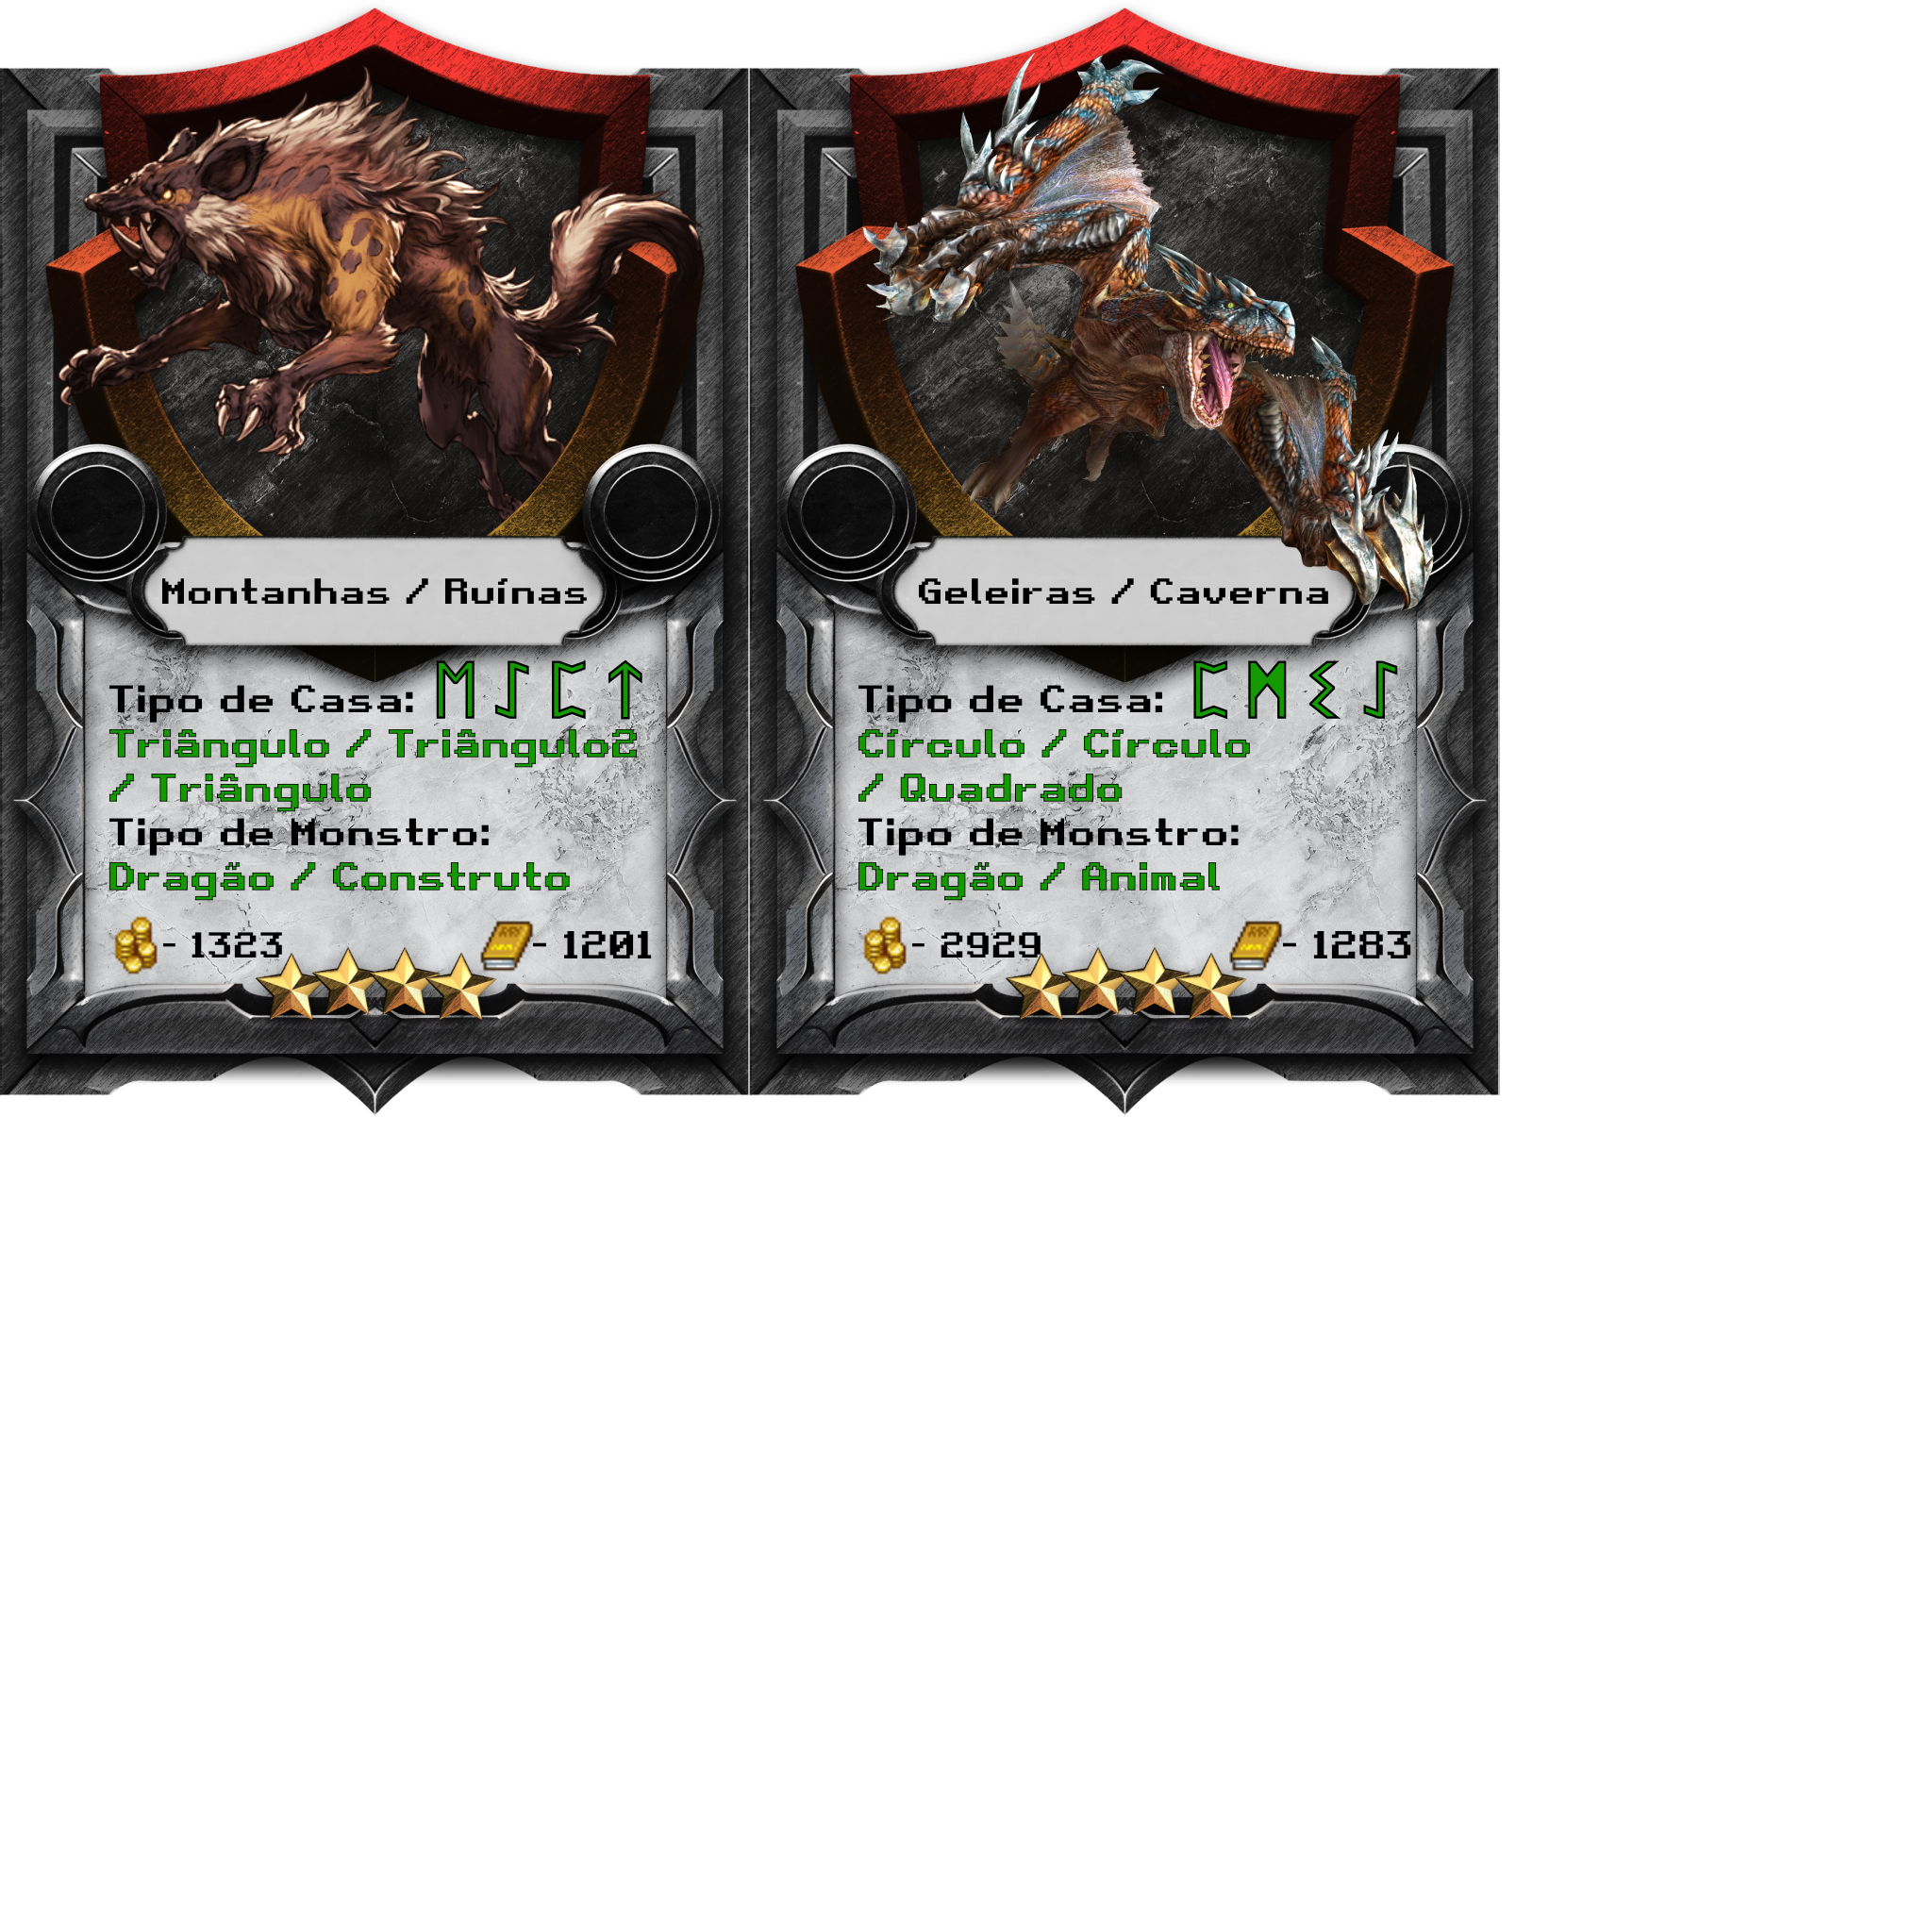 Montanhas / Ruínas
Tipo de Casa: ᛖ ᛇ ᛈ ᛏ
Triângulo / Triângulo2
/ Triângulo
Tipo de Monstro:
Dragão / Construto
- 1323 - 1201
Geleiras / Caverna
Tipo de Casa: ᛈ ᛗ ᛊ ᛇ
Círculo / Círculo
/ Quadrado
Tipo de Monstro:
Dragão / Animal
- 2929 - 1283